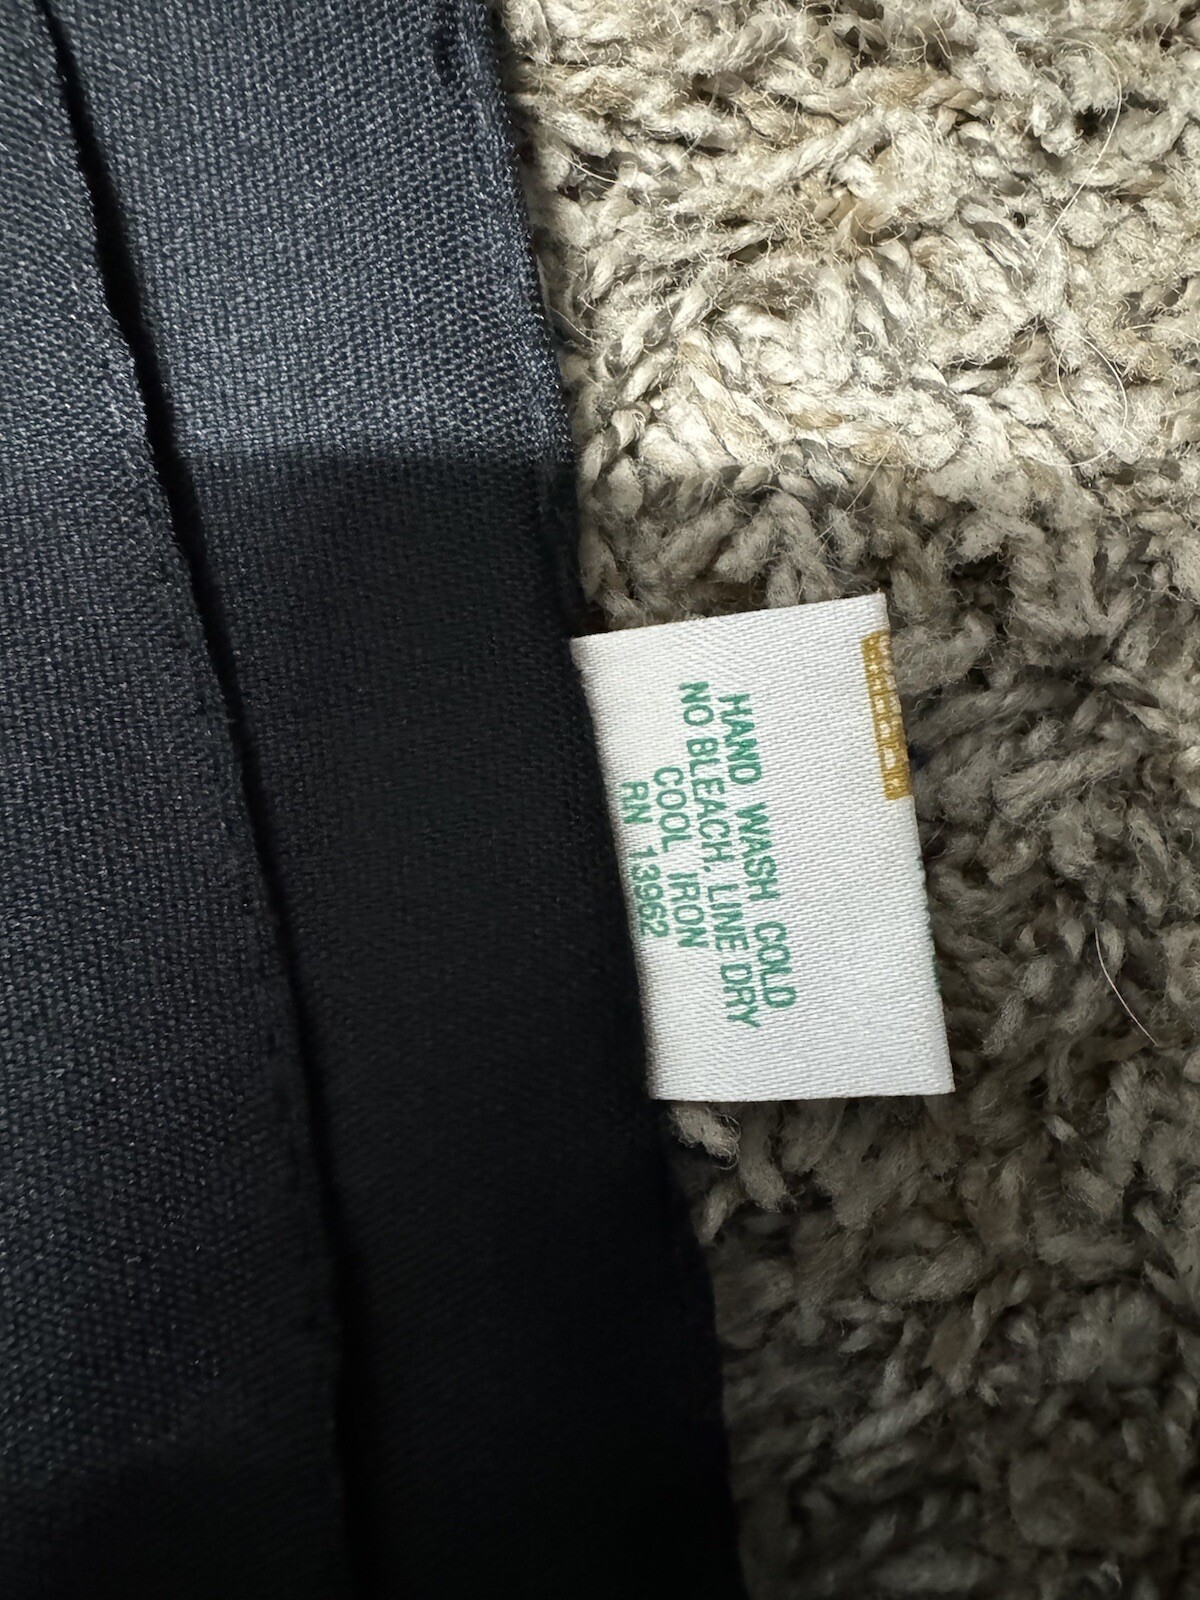 HAND WASH COLD
NO BLEACH, LINE DRY
COOL IRON
RN 13962